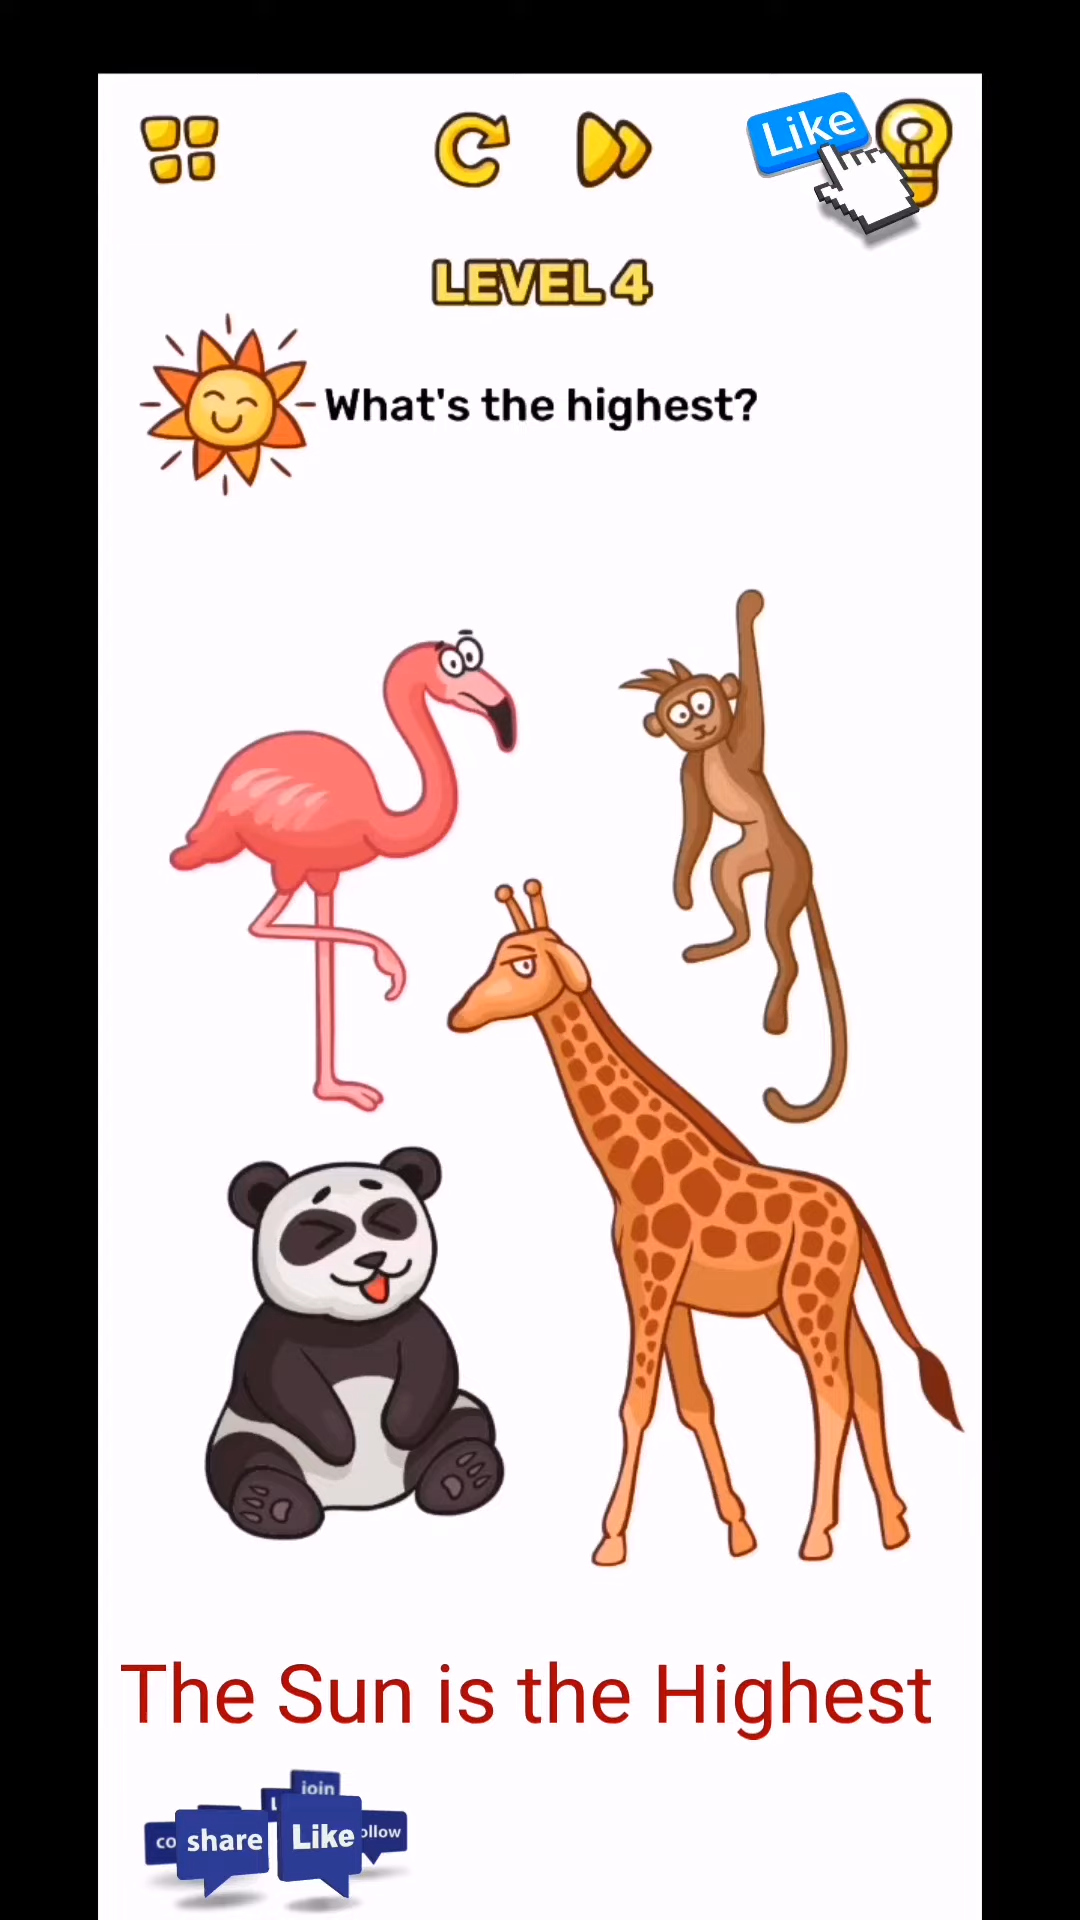 Like
LEVEL 4
What's the highest?
The Sun is the Highest
join
share
Like